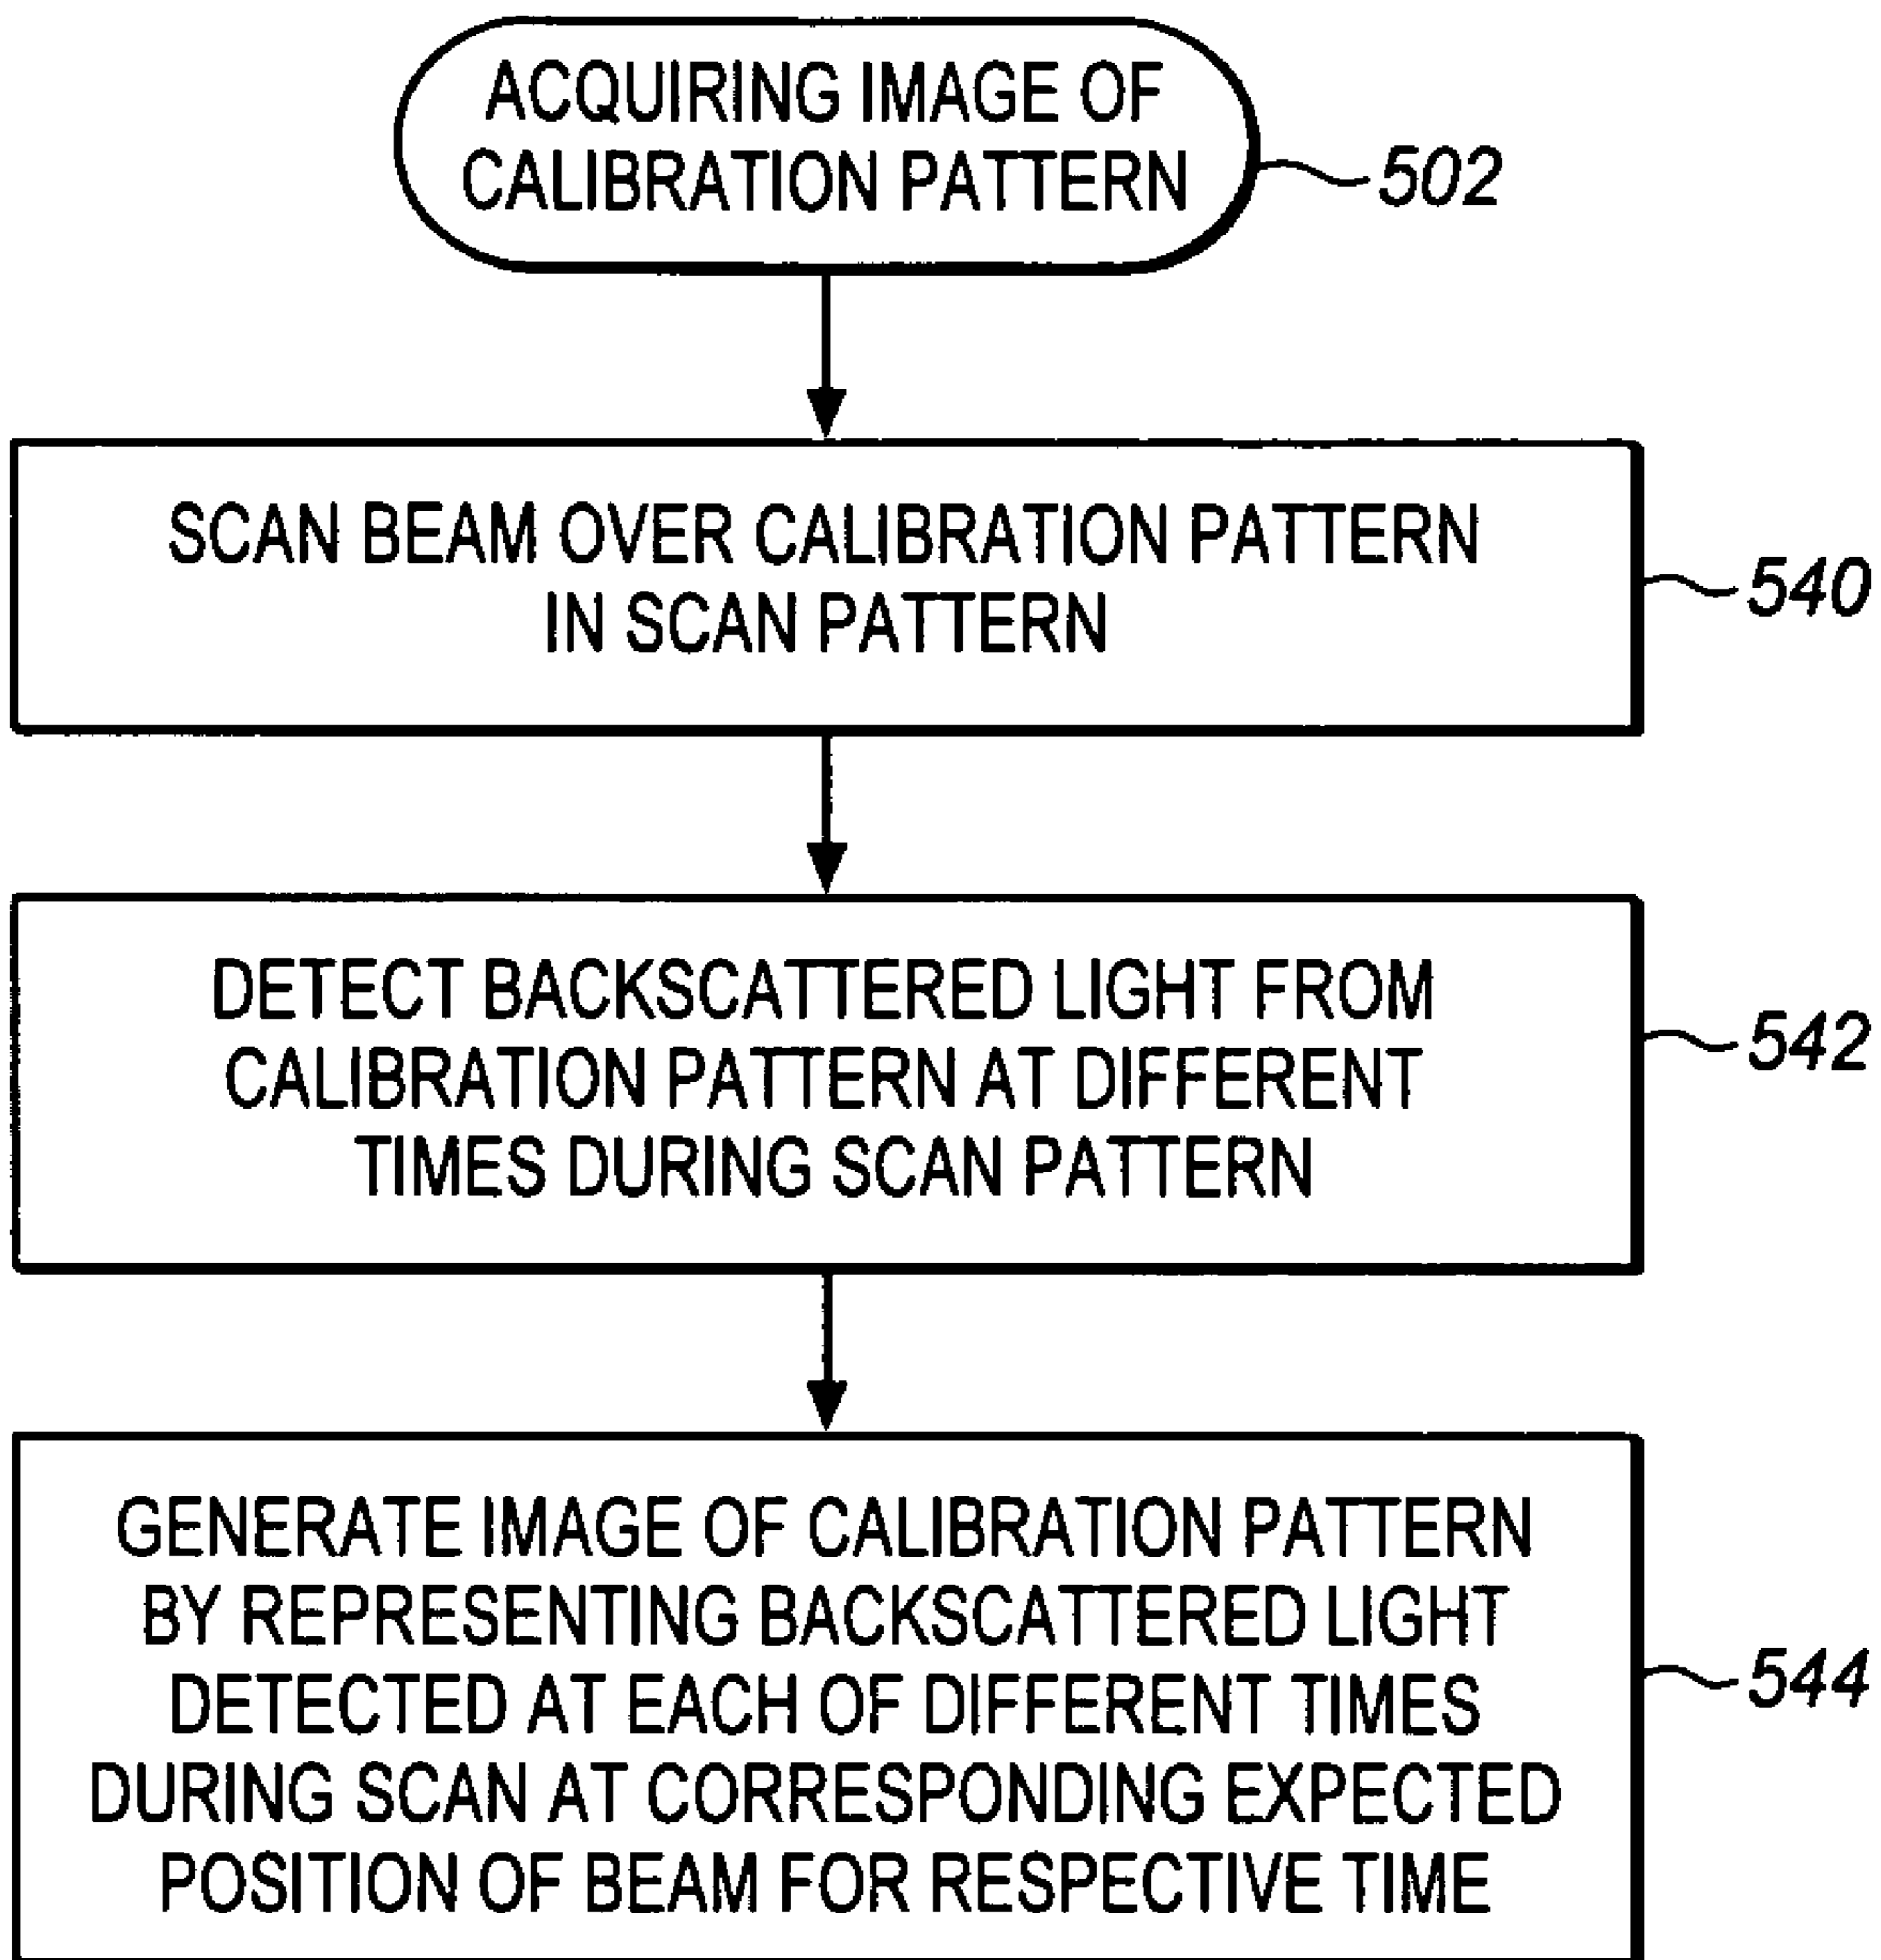 ACQUIRING IMAGE OF
CALIBRATION PATTERN
502
SCAN BEAM OVER CALIBRATION PATTERN
IN SCAN PATTERN
540
DETECT BACKSCATTERED LIGHT FROM
CALIBRATION PATTERN AT DIFFERENT
TIMES DURING SCAN PATTERN
542
GENERATE IMAGE OF CALIBRATION PATTERN
BY REPRESENTING BACKSCATTERED LIGHT
DETECTED AT EACH OF DIFFERENT TIMES
DURING SCAN AT CORRESPONDING EXPECTED
POSITION OF BEAM FOR RESPECTIVE TIME
544